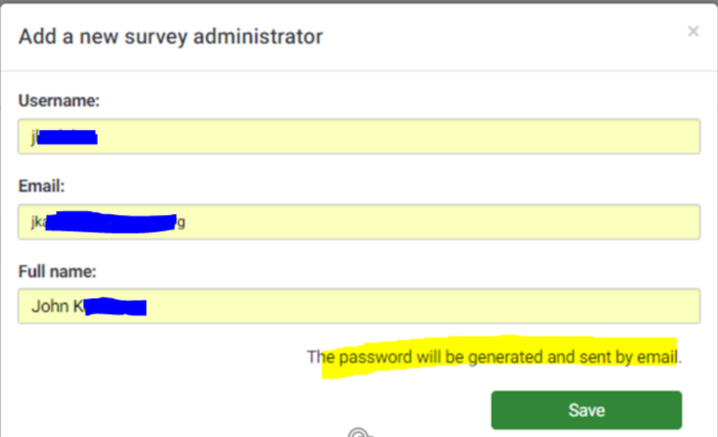 Add a new survey administrator
×
Username:
Email:
Full name:
John K
The password will be generated and sent by email.
Save